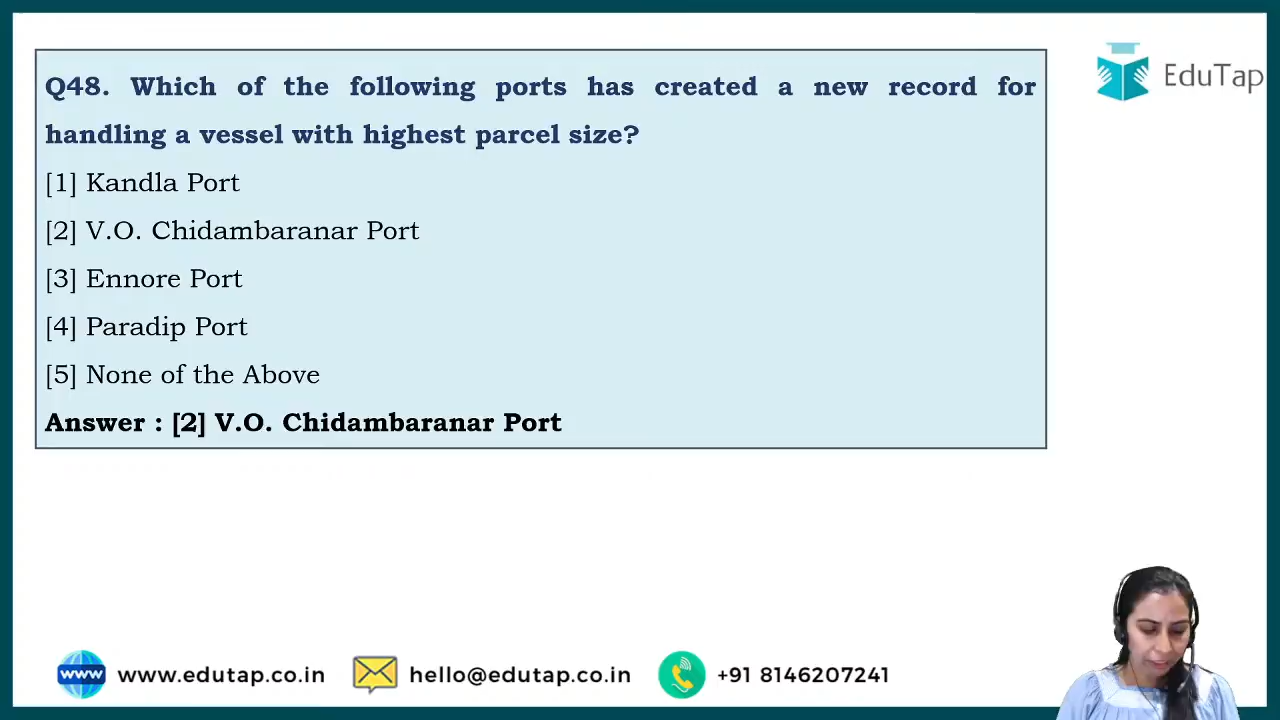 Q48. Which of the following ports has created a new record for
handling a vessel with highest parcel size?
[1] Kandla Port
[2] V.O. Chidambaranar Port
[3] Ennore Port
[4] Paradip Port
[5] None of the Above
Answer : [2] V.O. Chidambaranar Port
EduTap
www www.edutap.co.in hello@edutap.co.in +91 8146207241